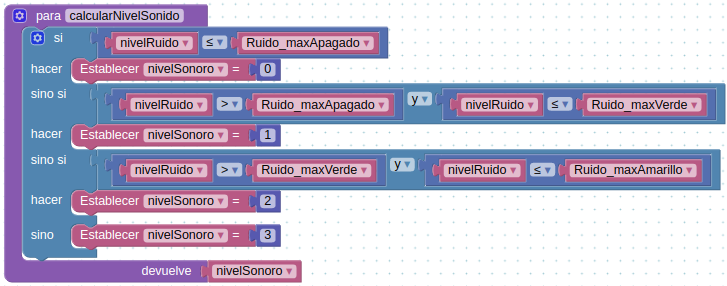 para calcularNivelSonido
si nivelRuido ≤ Ruido_maxApagado
hacer Establecer nivelSonoro = 0
sino si nivelRuido > Ruido_maxApagado y nivelRuido ≤ Ruido_maxVerde
hacer Establecer nivelSonoro = 1
sino si nivelRuido > Ruido_maxVerde y nivelRuido ≤ Ruido_maxAmarillo
hacer Establecer nivelSonoro = 2
sino Establecer nivelSonoro = 3
devuelve nivelSonoro